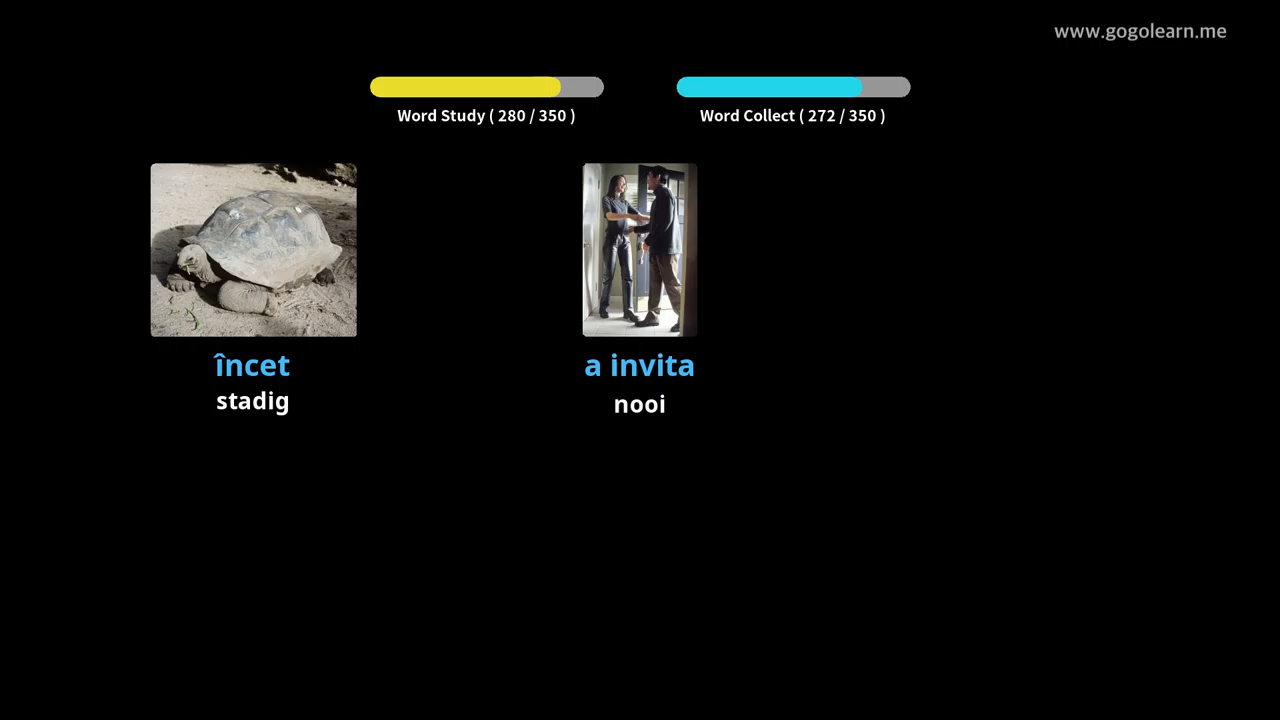 www.gogolearn.me
Word Study ( 280 / 350 )
Word Collect ( 272 / 350 )
încet
stadig
a invita
nooi